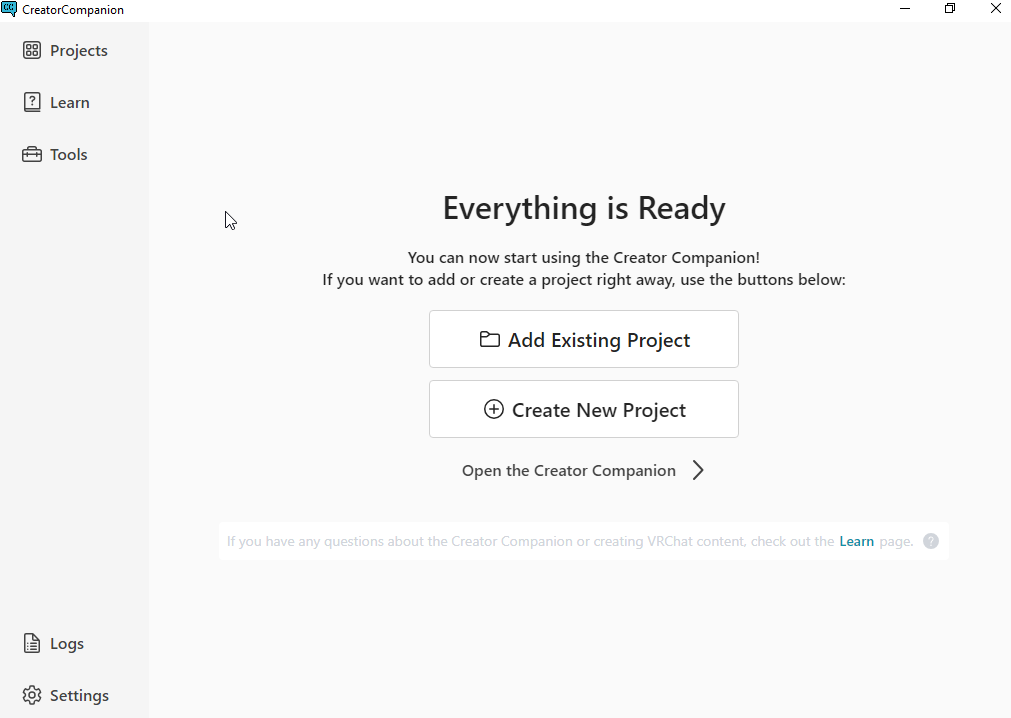 CreatorCompanion
Projects
Learn
Tools
Everything is Ready
You can now start using the Creator Companion!
If you want to add or create a project right away, use the buttons below:
Add Existing Project
Create New Project
Open the Creator Companion
If you have any questions about the Creator Companion or creating VRChat content, check out the Learn page.
Logs
Settings